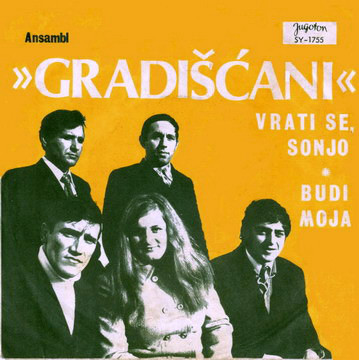 Ansambl
Jugoton
SY-1755
»GRADIŠĆANI«
VRATI SE,
SONJO
•
BUDI
MOJA